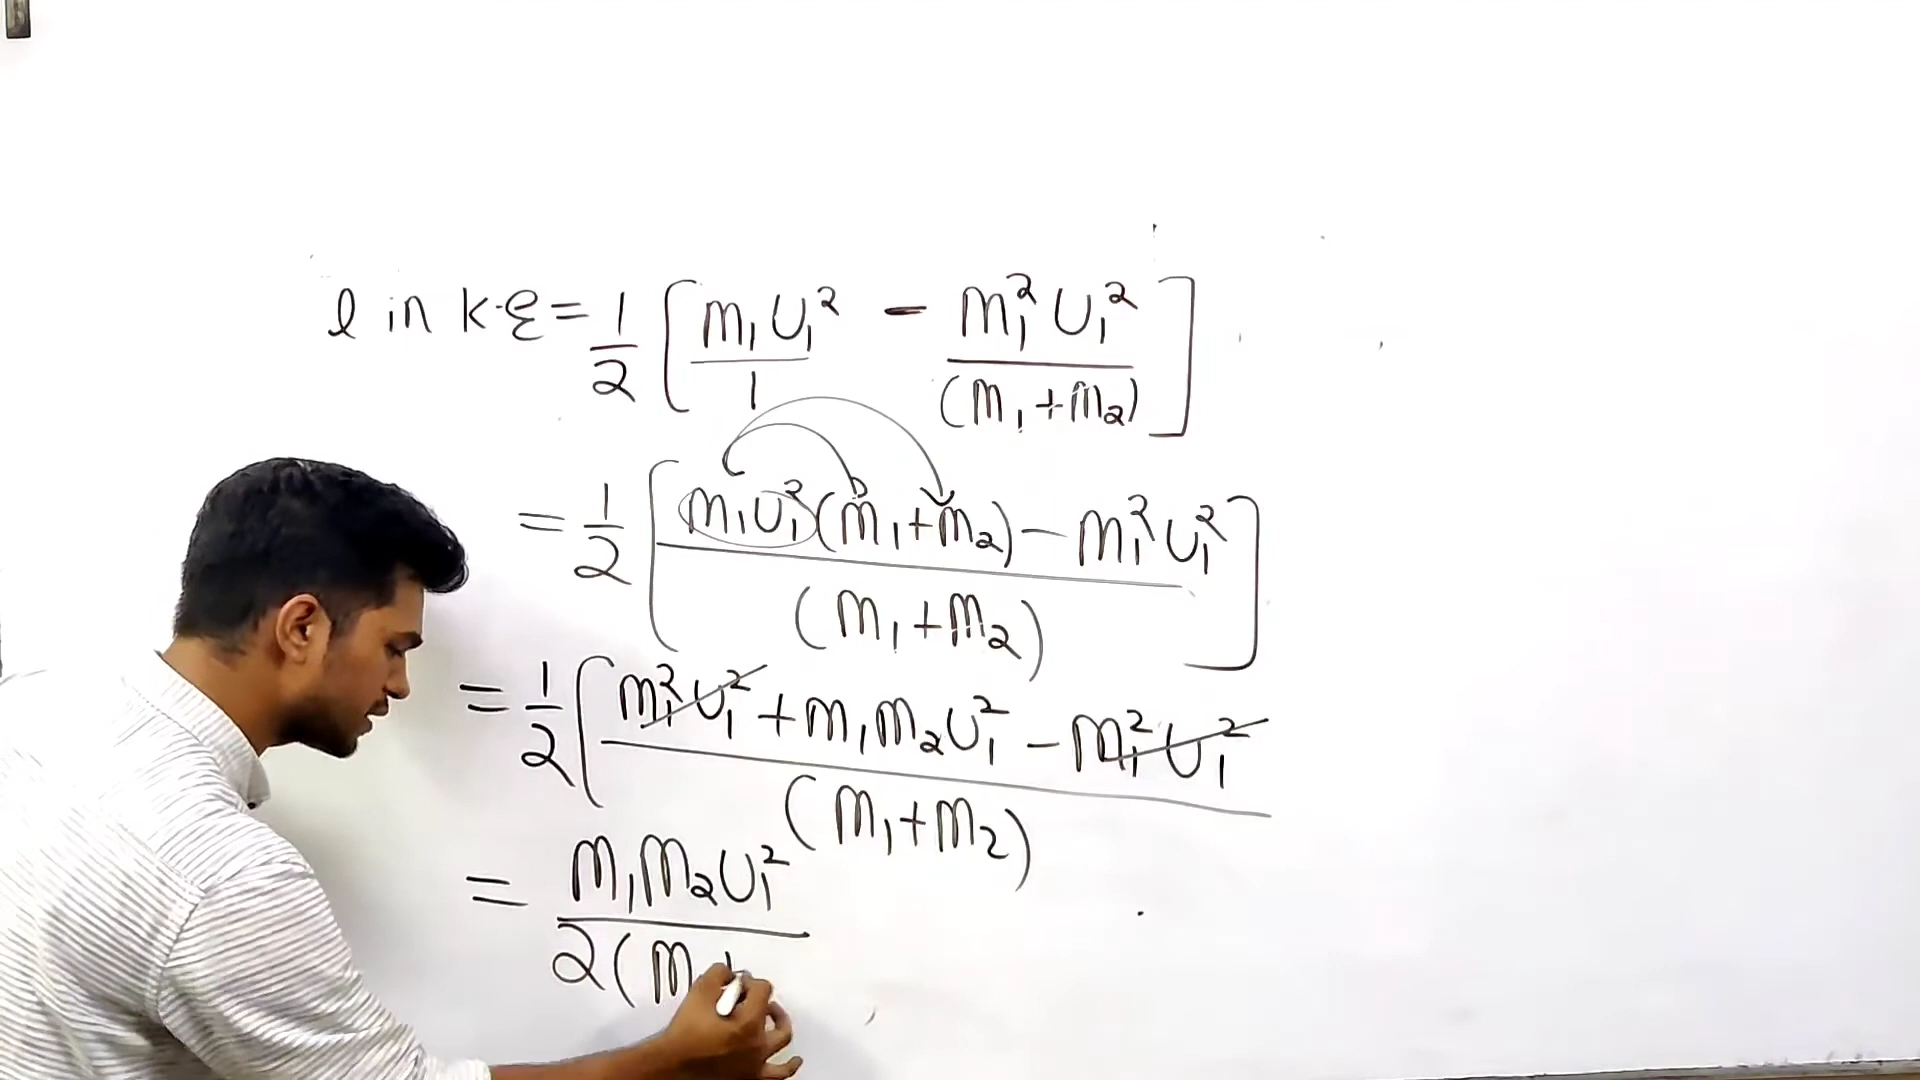 l in K·E = 1/2 [m₁U₁²/1 − m₁²U₁²/(m₁+m₂)]
= 1/2 [m₁U₁²(m₁+m₂) − m₁²U₁²/(m₁+m₂)]
= 1/2 [m₁²U₁² + m₁m₂U₁² − m₁²U₁²/(m₁+m₂)
= m₁m₂U₁²/2(m₁+